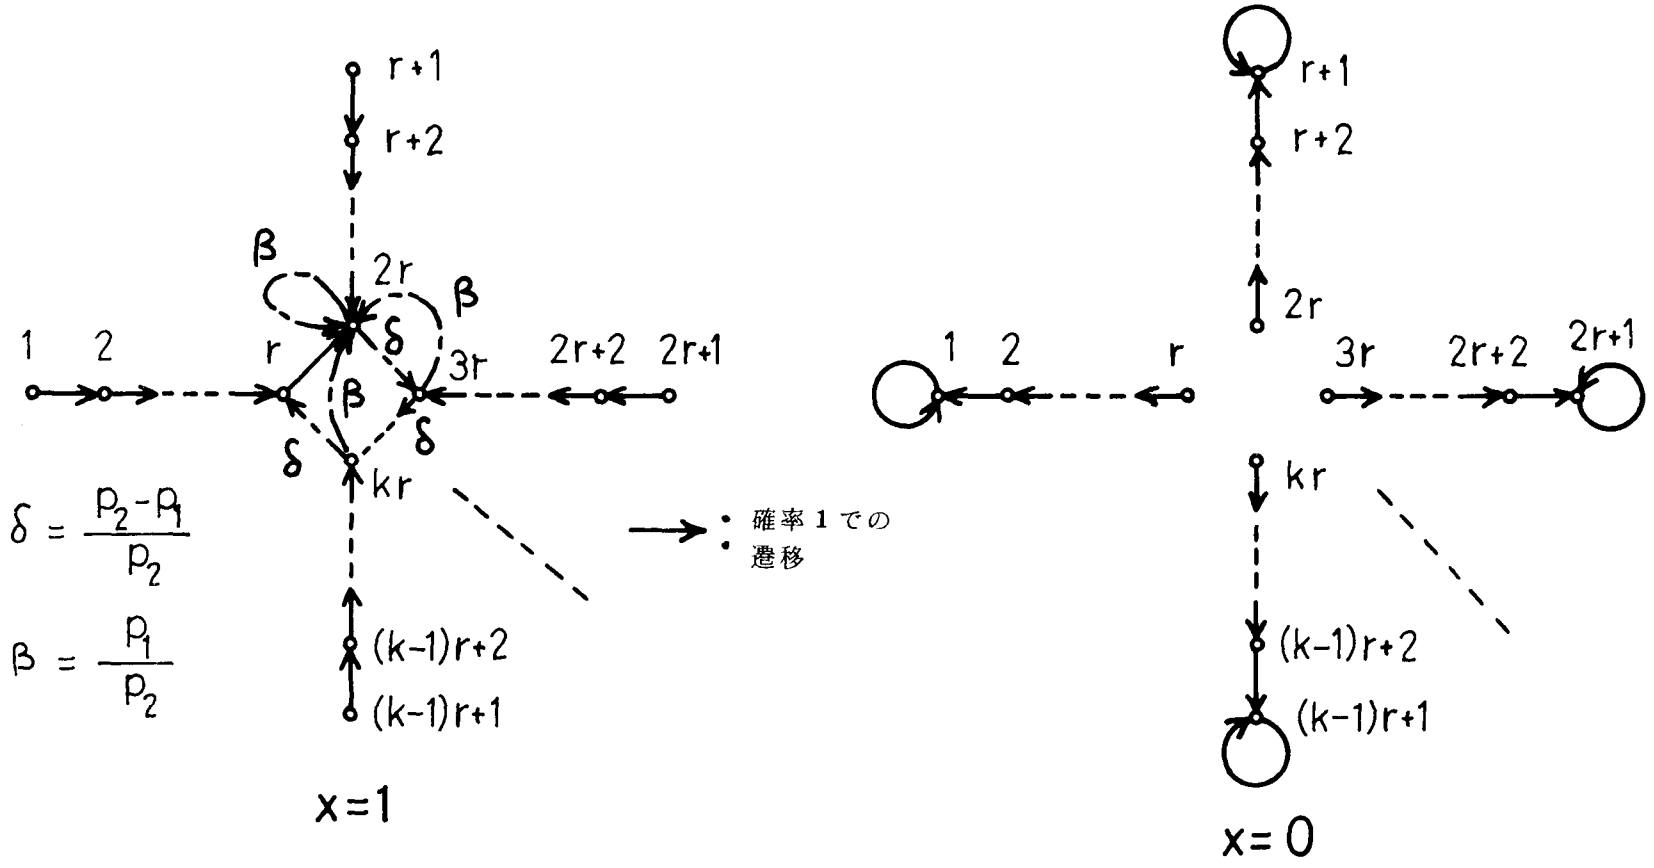 r+1
r+2
β
2r
β
δ
1
2
r
3r
2r+2
2r+1
β
δ
δ
kr
δ = (p₂-p₁)/p₂
β = p₁/p₂
(k-1)r+2
(k-1)r+1
x=1
: 確率1での
遷移
r+1
r+2
2r
1
2
r
3r
2r+2
2r+1
kr
(k-1)r+2
(k-1)r+1
x=0